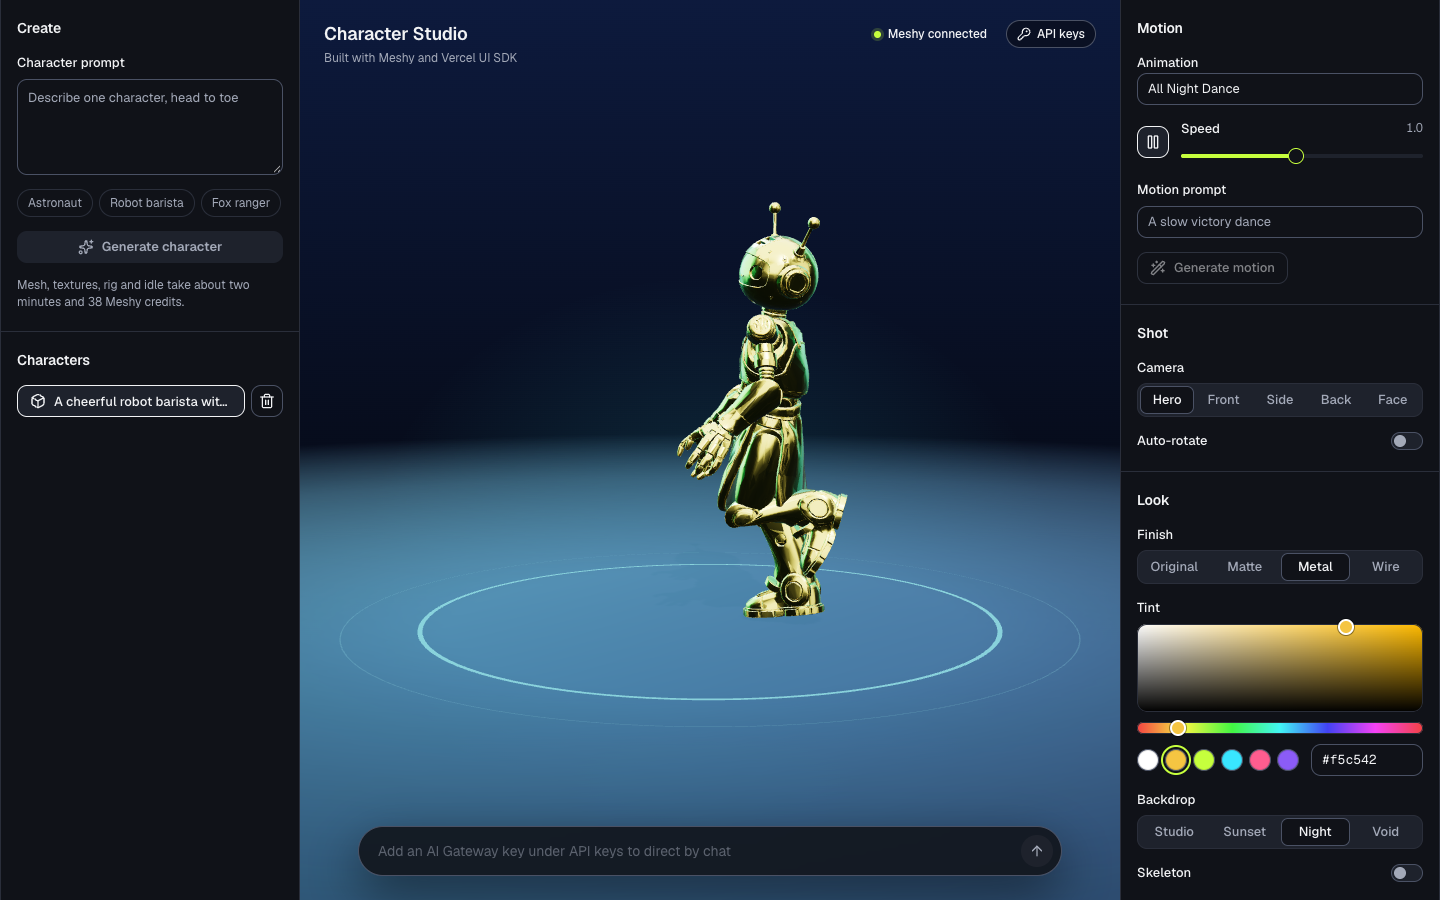 Create
Character prompt
Describe one character, head to toe
Astronaut
Robot barista
Fox ranger
Generate character
Mesh, textures, rig and idle take about two
minutes and 38 Meshy credits.
Characters
A cheerful robot barista wit...
Character Studio
Built with Meshy and Vercel UI SDK
Meshy connected
API keys
Add an AI Gateway key under API keys to direct by chat
Motion
Animation
All Night Dance
Speed
1.0
Motion prompt
A slow victory dance
Generate motion
Shot
Camera
Hero
Front
Side
Back
Face
Auto-rotate
Look
Finish
Original
Matte
Metal
Wire
Tint
#f5c542
Backdrop
Studio
Sunset
Night
Void
Skeleton